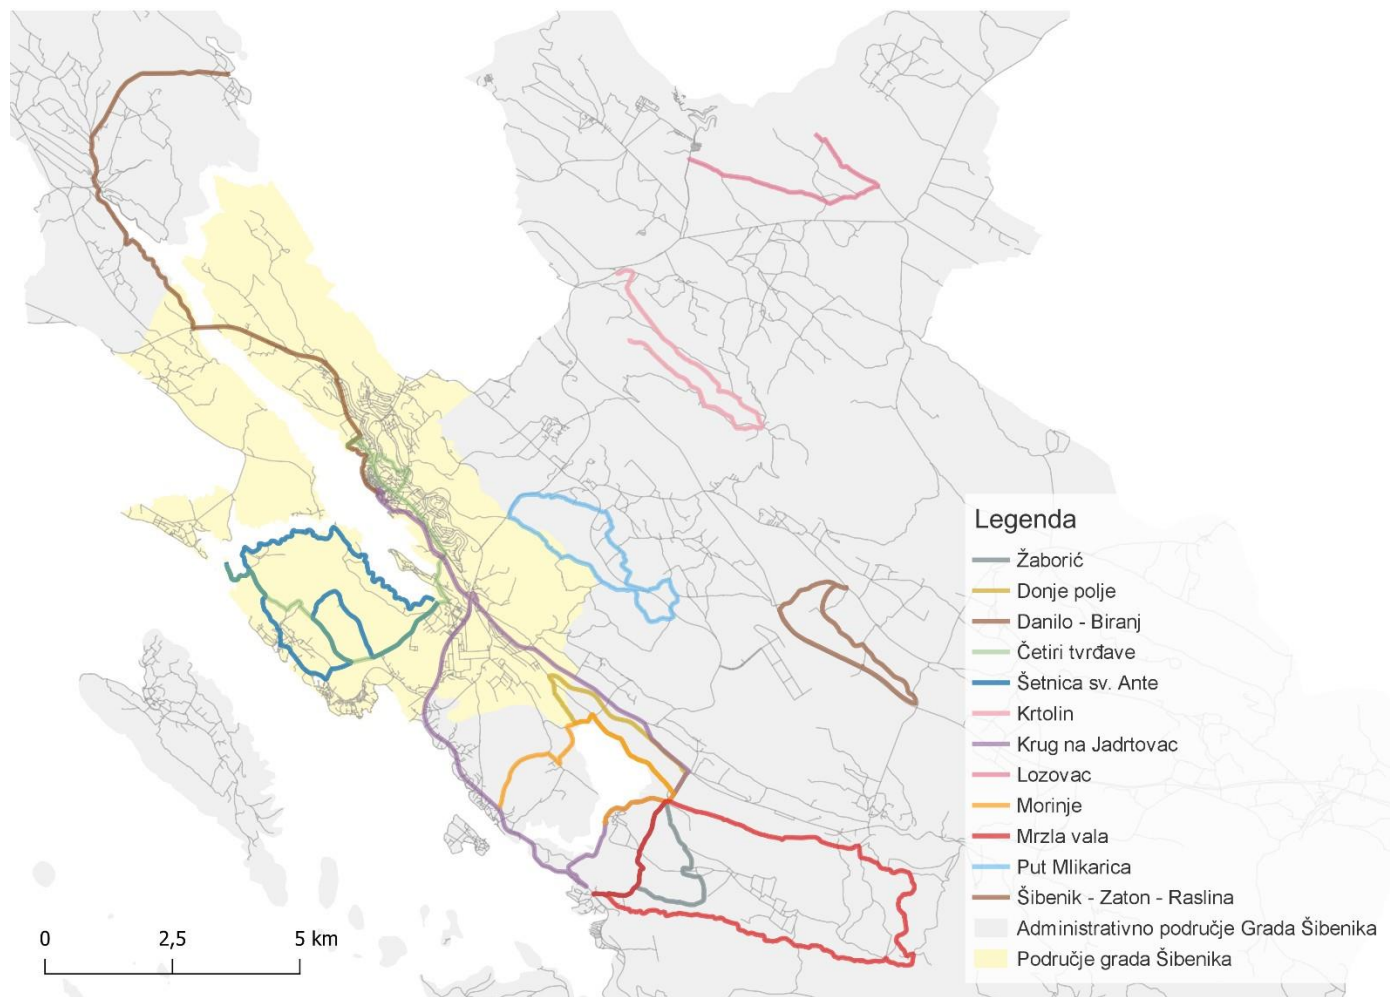 Legenda
Žaborić
Donje polje
Danilo - Biranj
Četiri tvrđave
Šetnica sv. Ante
Krtolin
Krug na Jadrtovac
Lozovac
Morinje
Mrzla vala
Put Mlikarica
Šibenik - Zaton - Raslina
Administrativno područje Grada Šibenika
Područje grada Šibenika
0 2,5 5 km